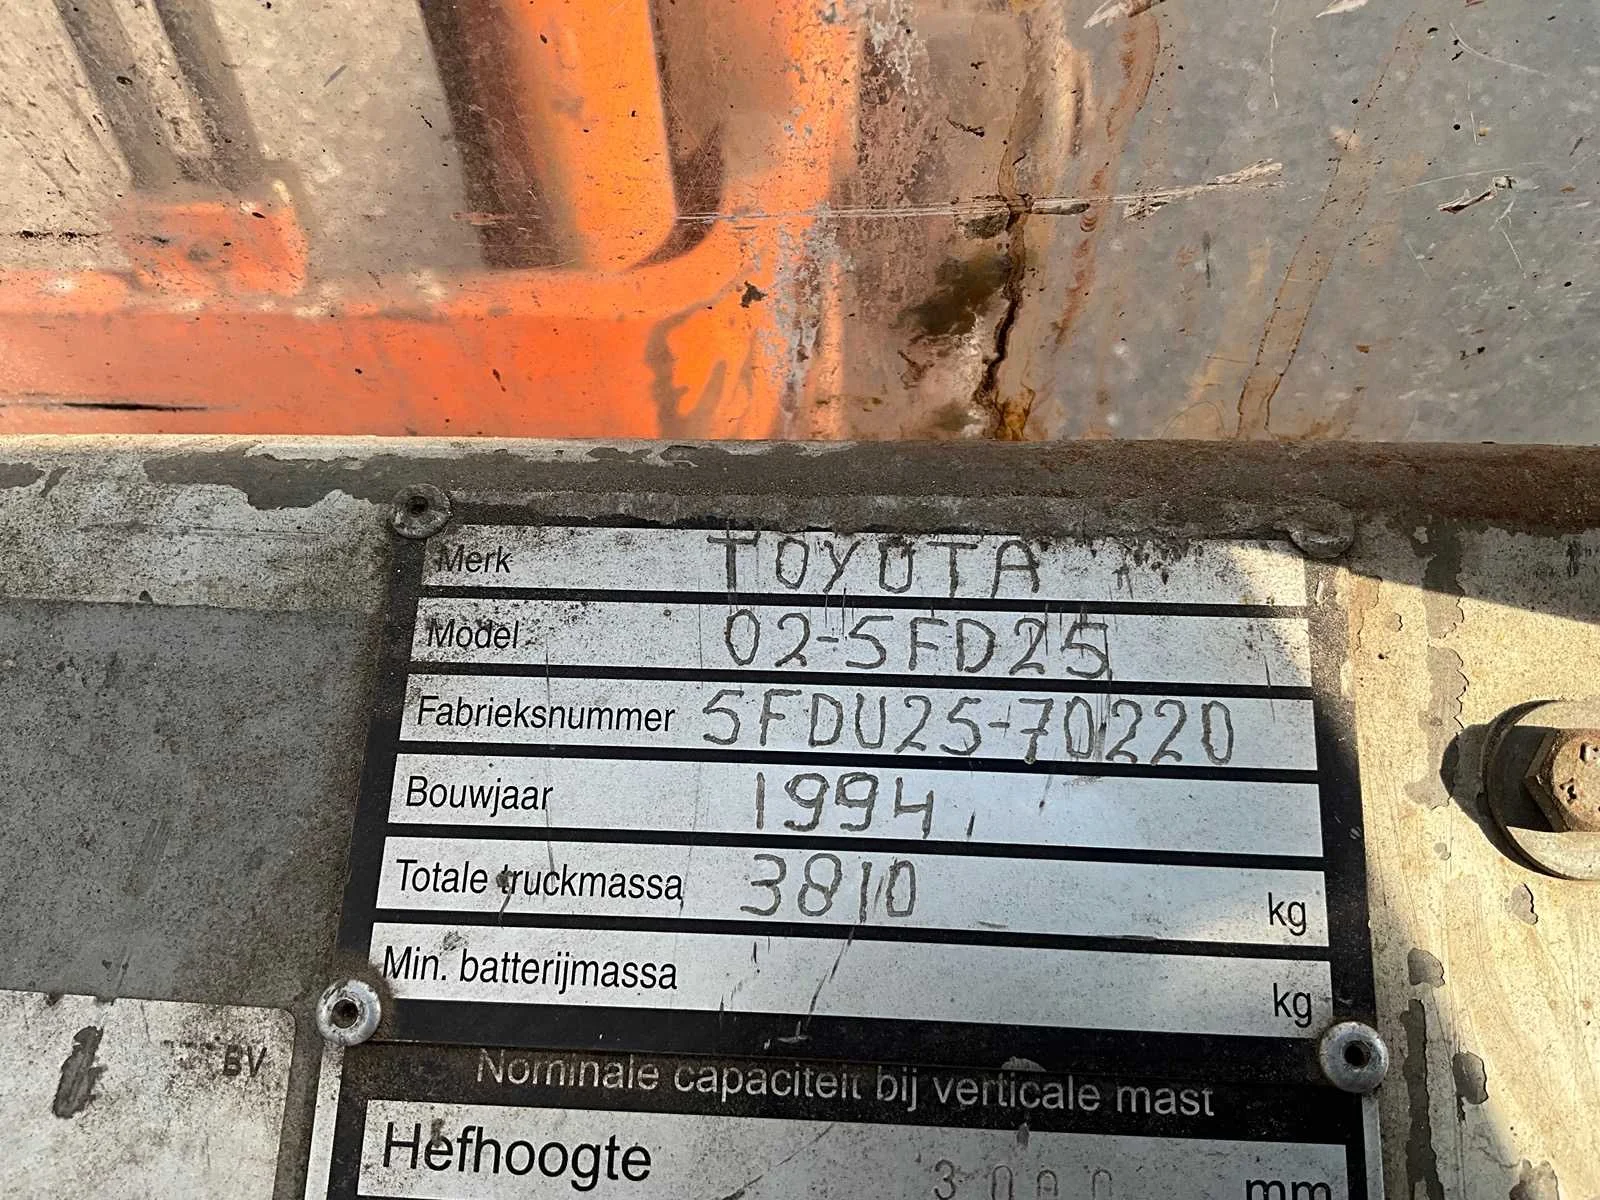 Merk TOYOTA
Model 02-5FD25
Fabrieksnummer 5FDU25-70220
Bouwjaar 1994
Totale truckmassa 3810 kg
Min. batterijmassa kg
BV
Nominale capaciteit bij verticale mast
Hefhoogte 3000 mm